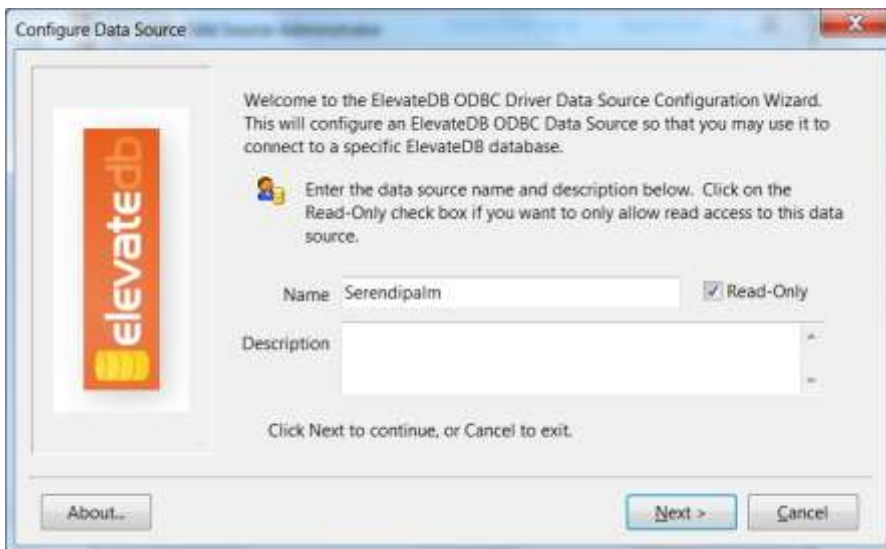 Configure Data Source
Welcome to the ElevateDB ODBC Driver Data Source Configuration Wizard.
This will configure an ElevateDB ODBC Data Source so that you may use it to
connect to a specific ElevateDB database.
Enter the data source name and description below. Click on the
Read-Only check box if you want to only allow read access to this data
source.
Name Serendipalm Read-Only
Description
Click Next to continue, or Cancel to exit.
About... Next > Cancel
elevatedb